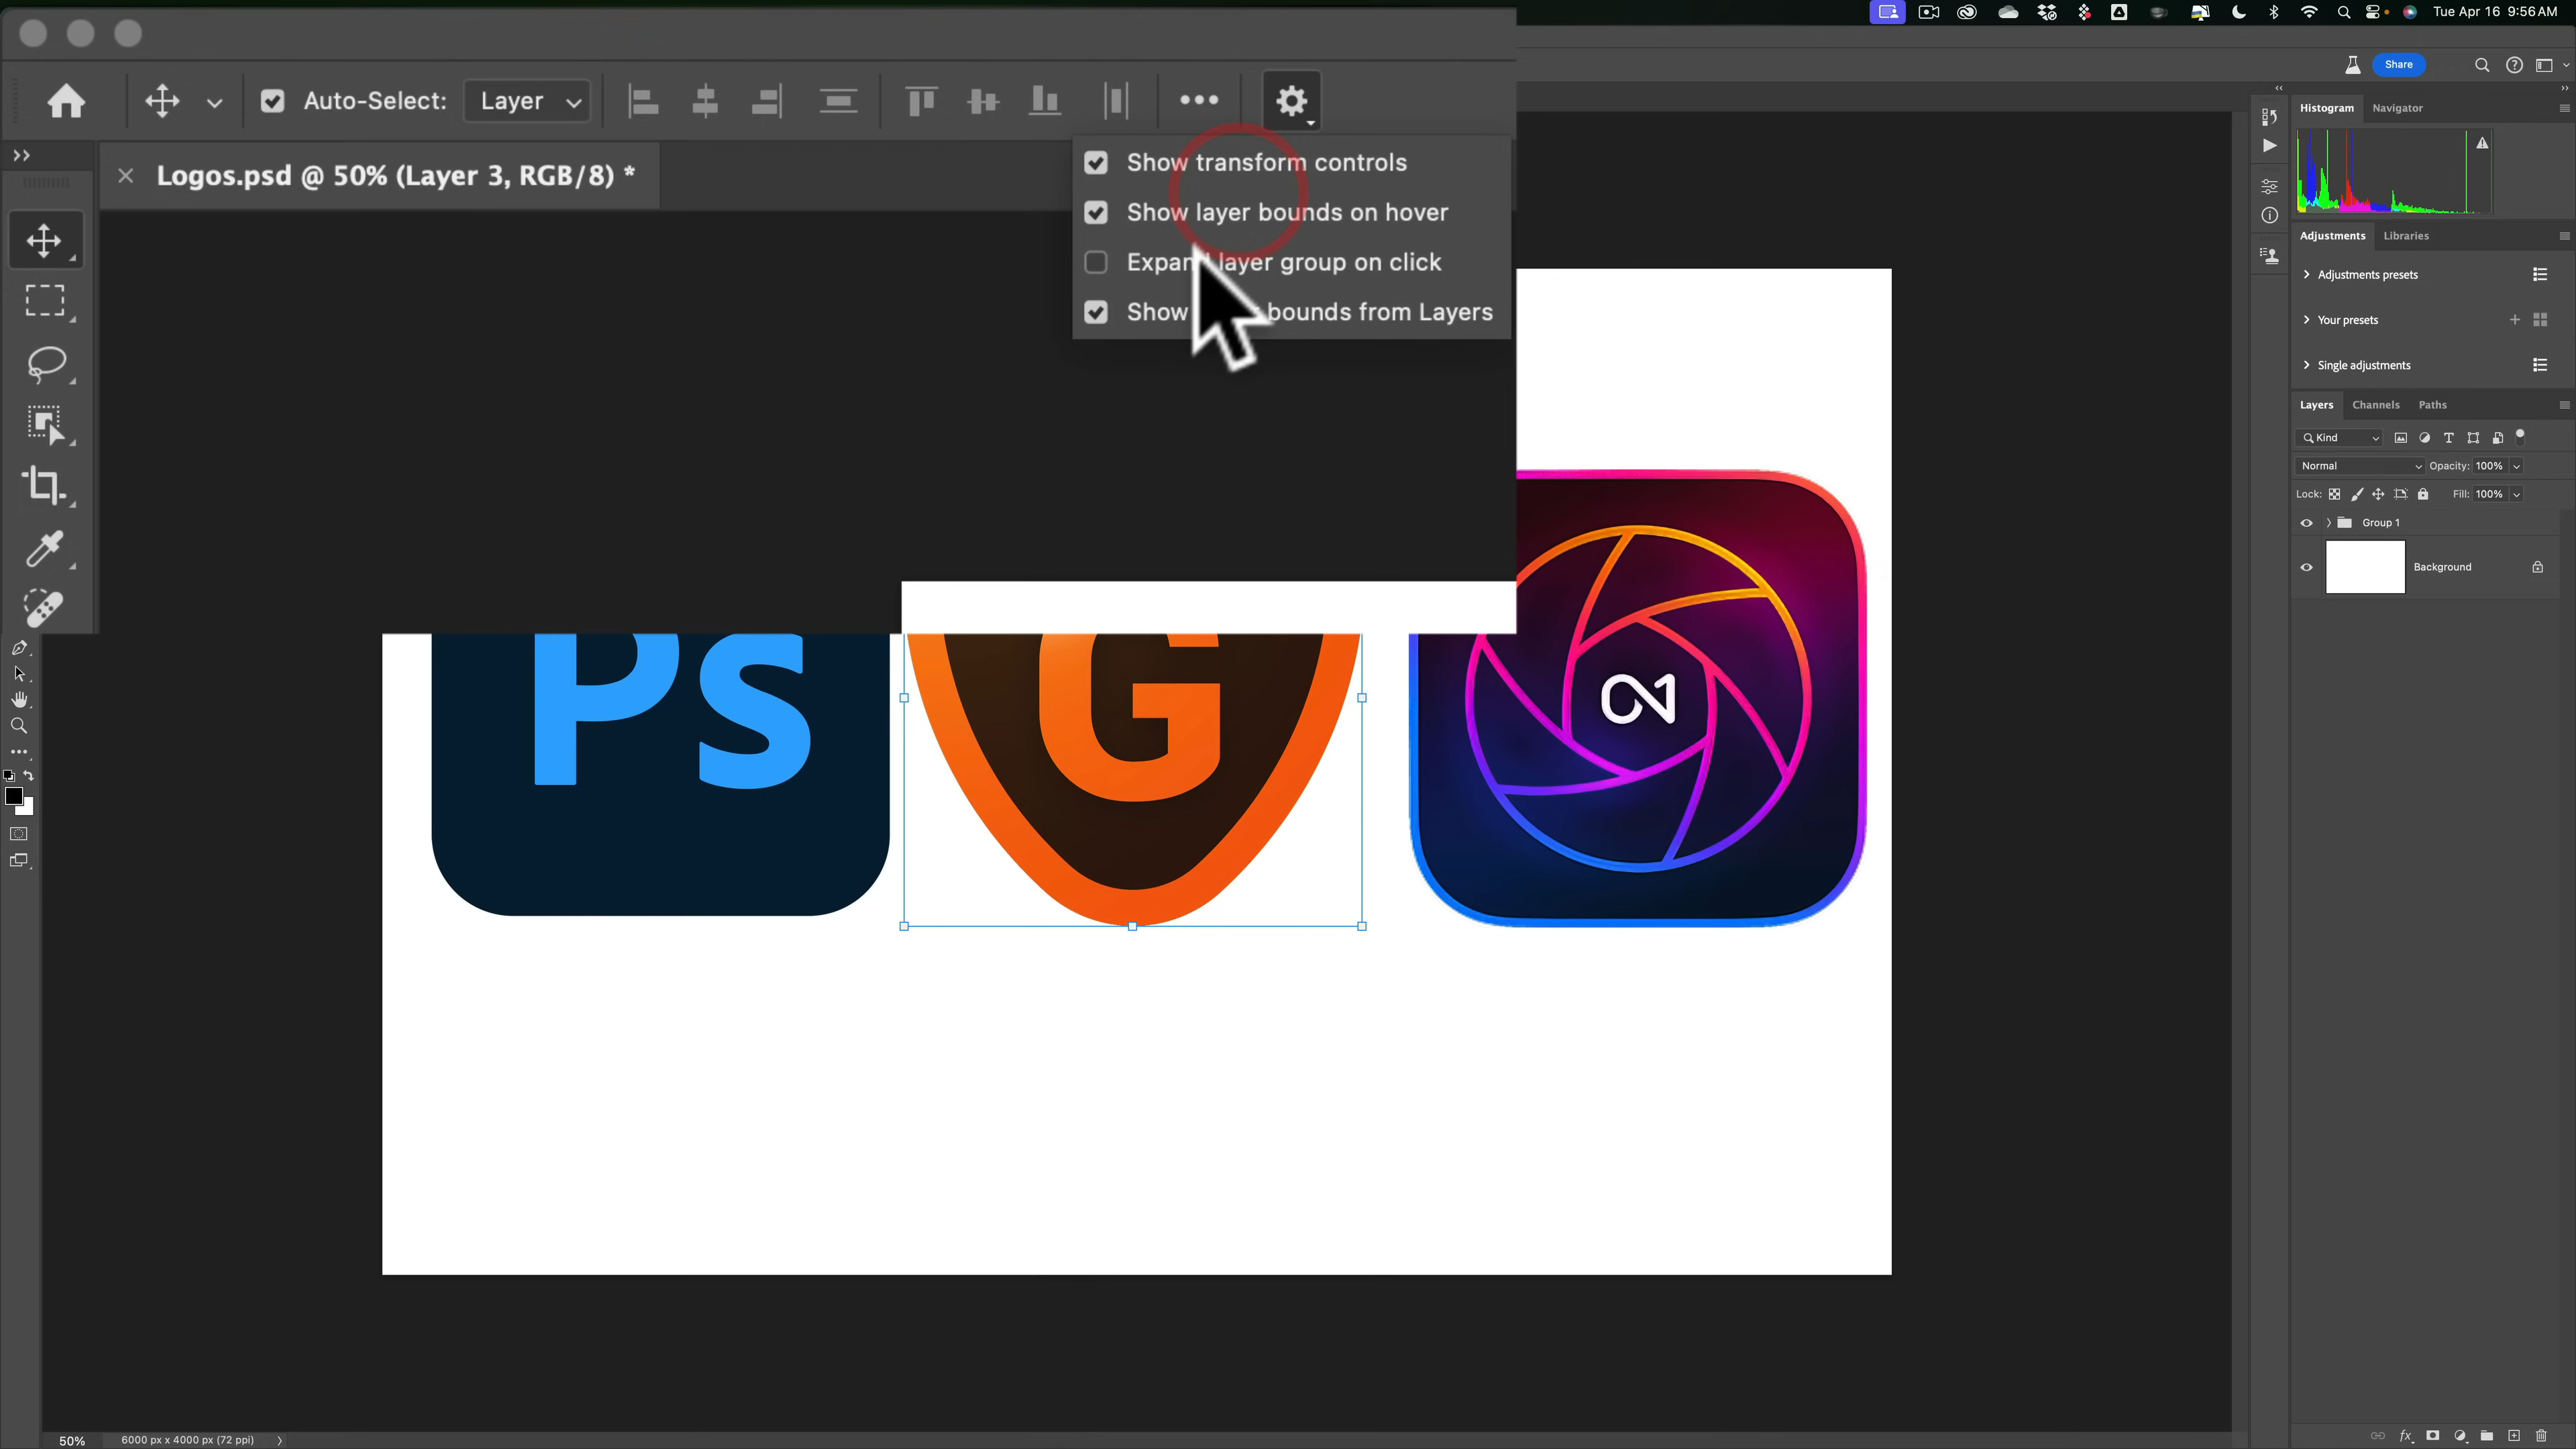 Tue Apr 16 9:56 AM
Share
Auto-Select: Layer
Logos.psd @ 50% (Layer 3, RGB/8) *
Show transform controls
Show layer bounds on hover
Expand layer group on click
Show bounds from Layers
Histogram Navigator
Adjustments Libraries
Adjustments presets
Your presets
Single adjustments
Layers Channels Paths
Kind
Normal Opacity: 100%
Lock: Fill: 100%
Group 1
Background
Ps
G
50% 6000 px x 4000 px (72 ppi)
fx